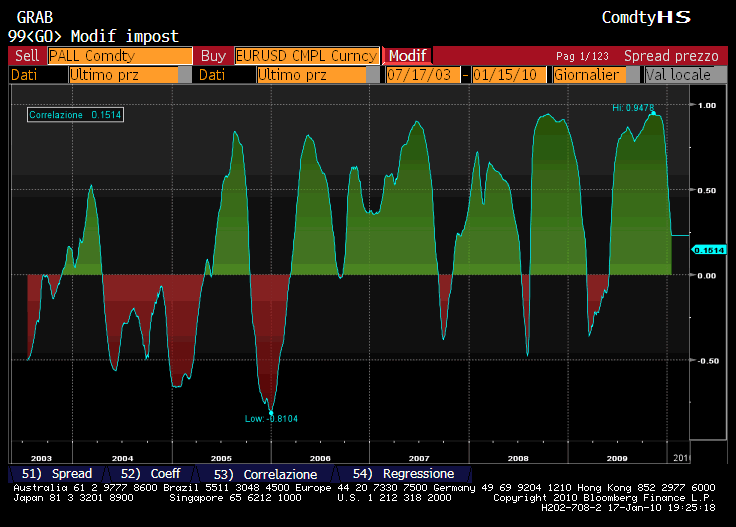 GRAB ComdtyHS
99<GO> Modif impost
Sell PALL Comdty Buy EURUSD CMPL Curncy Modif Pag 1/123 Spread prezzo
Dati Ultimo prz Dati Ultimo prz 07/17/03 - 01/15/10 Giornalier Val locale
Correlazione 0.1514
Hi: 0.9478
1.00
0.50
0.1514
0.00
-0.50
Low: -0.8104
2003 2004 2005 2006 2007 2008 2009 2010
51) Spread 52) Coeff 53) Correlazione 54) Regressione
Australia 61 2 9777 8600 Brazil 5511 3048 4500 Europe 44 20 7330 7500 Germany 49 69 9204 1210 Hong Kong 852 2977 6000
Japan 81 3 3201 8900 Singapore 65 6212 1000 U.S. 1 212 318 2000 Copyright 2010 Bloomberg Finance L.P.
H202-708-2 17-Jan-10 19:25:18